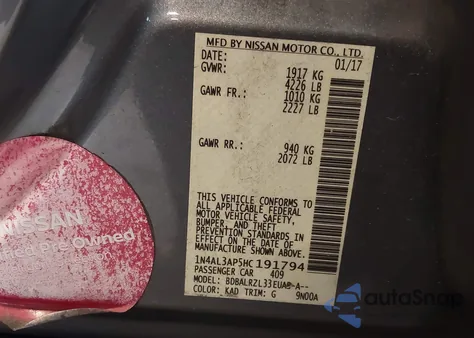 MFD BY NISSAN MOTOR CO., LTD.
DATE: 01/17
GVWR: 1917 KG
4226 LB
GAWR FR.: 1010 KG
2227 LB
GAWR RR.: 940 KG
2072 LB
THIS VEHICLE CONFORMS TO
ALL APPLICABLE FEDERAL
MOTOR VEHICLE SAFETY,
BUMPER, AND THEFT
PREVENTION STANDARDS
IN EFFECT ON THE DATE OF
MANUFACTURE SHOWN ABOVE.
1N4AL3AP5HC191794
PASSENGER CAR 409
MODEL: BDBALRZL33EUA -A--
COLOR: KAD TRIM: G 9N00A
NISSAN
Owned
autoSnap